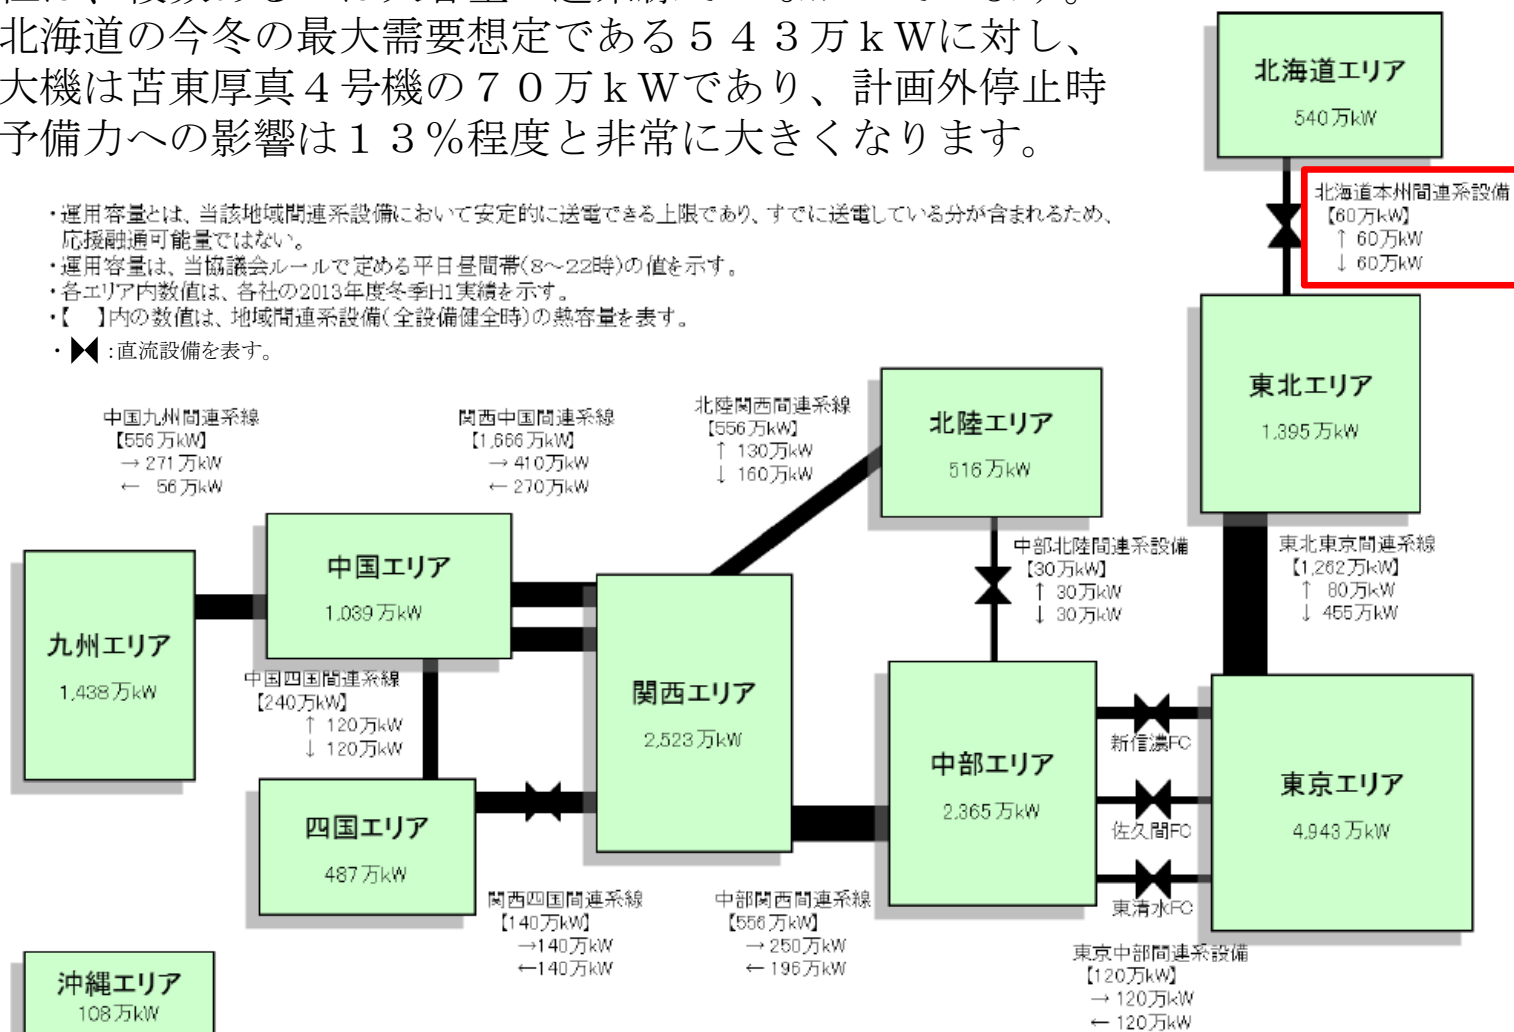 北海道の今冬の最大需要想定である５４３万ｋＷに対し、
大機は苫東厚真４号機の７０万ｋＷであり、計画外停止時
予備力への影響は１３％程度と非常に大きくなります。
・運用容量とは、当該地域間連系設備において安定的に送電できる上限であり、すでに送電している分が含まれるため、
応援融通可能量ではない。
・運用容量は、当協議会ルールで定める平日昼間帯(8～22時)の値を示す。
・各エリア内数値は、各社の2013年度冬季H1実績を示す。
・【　】内の数値は、地域間連系設備(全設備健全時)の熱容量を表す。
・ :直流設備を表す。
北海道エリア
540万kW
北海道本州間連系設備
【60万kW】
↑ 60万kW
↓ 60万kW
東北エリア
1,395万kW
東北東京間連系線
【1,262万kW】
↑ 80万kW
↓ 455万kW
東京エリア
4,943万kW
中国九州間連系線
【556万kW】
→ 271万kW
← 56万kW
関西中国間連系線
【1,666万kW】
→ 410万kW
← 270万kW
北陸関西間連系線
【556万kW】
↑ 130万kW
↓ 160万kW
北陸エリア
516万kW
中部北陸間連系設備
【30万kW】
↑ 30万kW
↓ 30万kW
九州エリア
1,438万kW
中国エリア
1,039万kW
中国四国間連系線
【240万kW】
↑ 120万kW
↓ 120万kW
関西エリア
2,523万kW
中部エリア
2,365万kW
新信濃FC
佐久間FC
東清水FC
四国エリア
487万kW
関西四国間連系線
【140万kW】
→140万kW
←140万kW
中部関西間連系線
【556万kW】
→ 250万kW
← 196万kW
東京中部間連系設備
【120万kW】
→ 120万kW
← 120万kW
沖縄エリア
108万kW